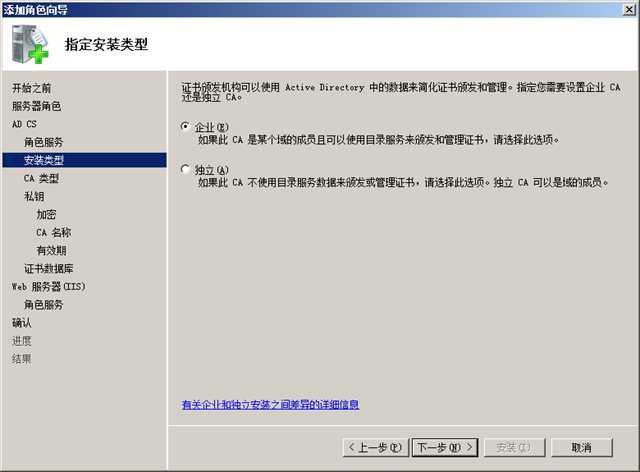 添加角色向导
指定安装类型
开始之前
服务器角色
AD CS
角色服务
安装类型
CA 类型
私钥
加密
CA 名称
有效期
证书数据库
Web 服务器(IIS)
角色服务
确认
进度
结果
证书颁发机构可以使用 Active Directory 中的数据来简化证书颁发和管理。指定您需要设置企业 CA
还是独立 CA。
企业(E)
如果此 CA 是某个域的成员且可以使用目录服务来颁发和管理证书，请选择此选项。
独立(A)
如果此 CA 不使用目录服务数据来颁发或管理证书，请选择此选项。独立 CA 可以是域的成员。
有关企业和独立安装之间差异的详细信息
< 上一步(P)
下一步(N) >
安装(I)
取消